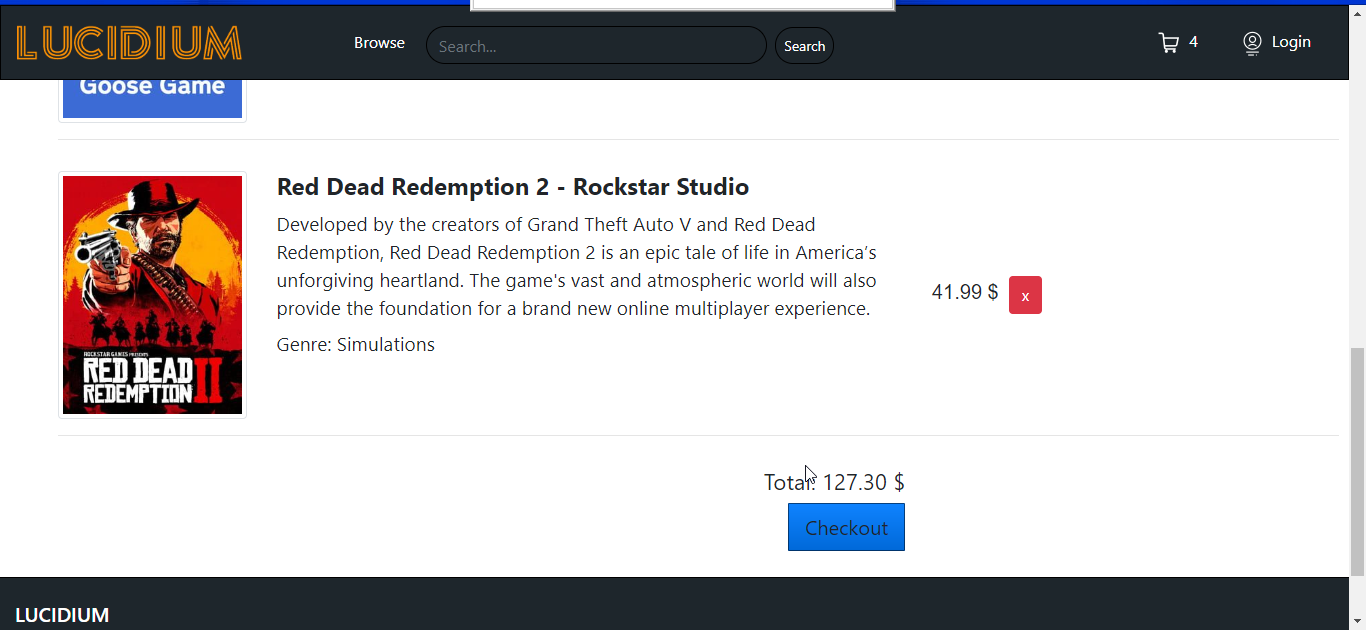 LUCIDIUM
Browse
Search...
Search
4
Login
Goose Game
Red Dead Redemption 2 - Rockstar Studio
Developed by the creators of Grand Theft Auto V and Red Dead
Redemption, Red Dead Redemption 2 is an epic tale of life in America’s
unforgiving heartland. The game's vast and atmospheric world will also
provide the foundation for a brand new online multiplayer experience.
Genre: Simulations
41.99 $
x
ROCKSTAR GAMES PRESENTS
RED DEAD
REDEMPTION II
Total: 127.30 $
Checkout
LUCIDIUM